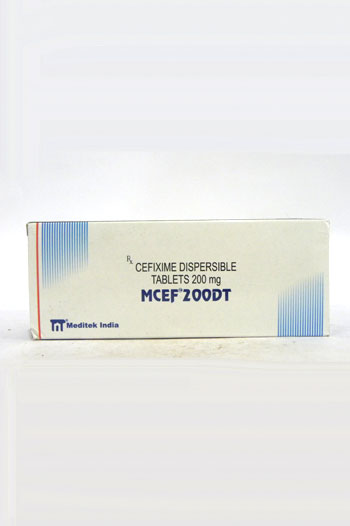 Rx CEFIXIME DISPERSIBLE
TABLETS 200 mg
MCEF® 200DT
Meditek India